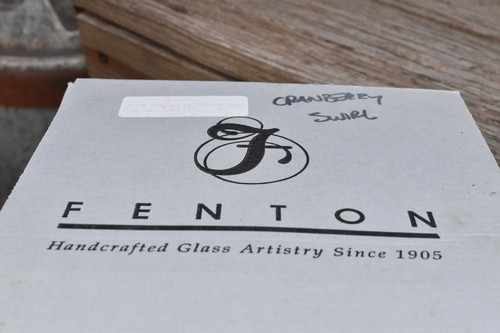 CRANBERRY
SWIRL
F
FENTON
Handcrafted Glass Artistry Since 1905